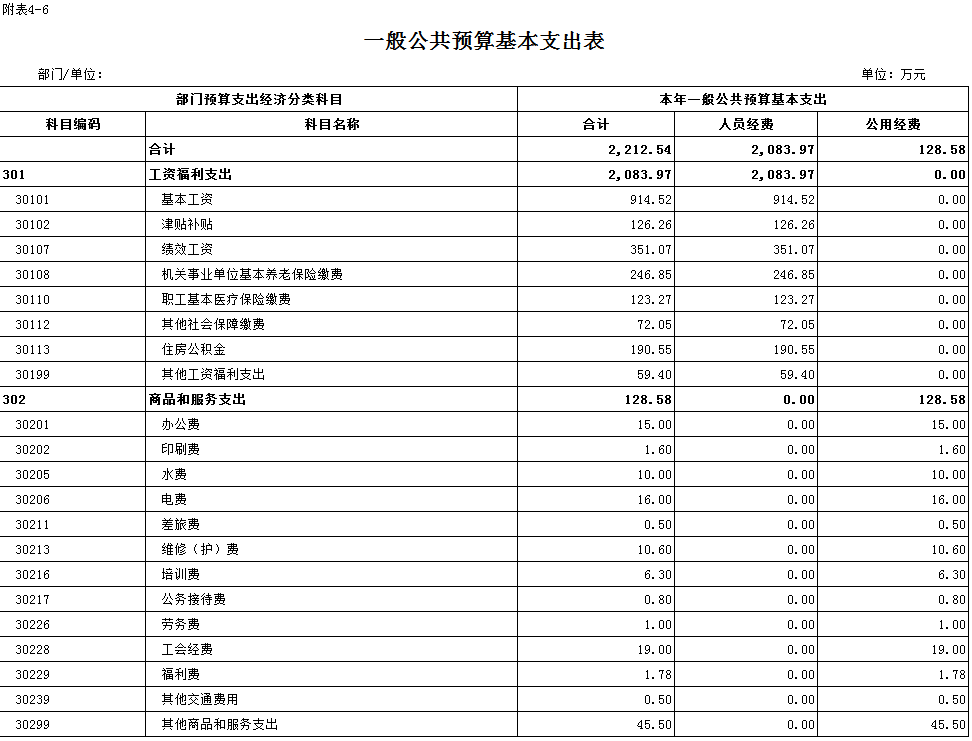 附表4-6
一般公共预算基本支出表
部门/单位： 单位：万元
部门预算支出经济分类科目 本年一般公共预算基本支出
科目编码 科目名称 合计 人员经费 公用经费
合计 2,212.54 2,083.97 128.58
301 工资福利支出 2,083.97 2,083.97 0.00
30101 基本工资 914.52 914.52 0.00
30102 津贴补贴 126.26 126.26 0.00
30107 绩效工资 351.07 351.07 0.00
30108 机关事业单位基本养老保险缴费 246.85 246.85 0.00
30110 职工基本医疗保险缴费 123.27 123.27 0.00
30112 其他社会保障缴费 72.05 72.05 0.00
30113 住房公积金 190.55 190.55 0.00
30199 其他工资福利支出 59.40 59.40 0.00
302 商品和服务支出 128.58 0.00 128.58
30201 办公费 15.00 0.00 15.00
30202 印刷费 1.60 0.00 1.60
30205 水费 10.00 0.00 10.00
30206 电费 16.00 0.00 16.00
30211 差旅费 0.50 0.00 0.50
30213 维修（护）费 10.60 0.00 10.60
30216 培训费 6.30 0.00 6.30
30217 公务接待费 0.80 0.00 0.80
30226 劳务费 1.00 0.00 1.00
30228 工会经费 19.00 0.00 19.00
30229 福利费 1.78 0.00 1.78
30239 其他交通费用 0.50 0.00 0.50
30299 其他商品和服务支出 45.50 0.00 45.50